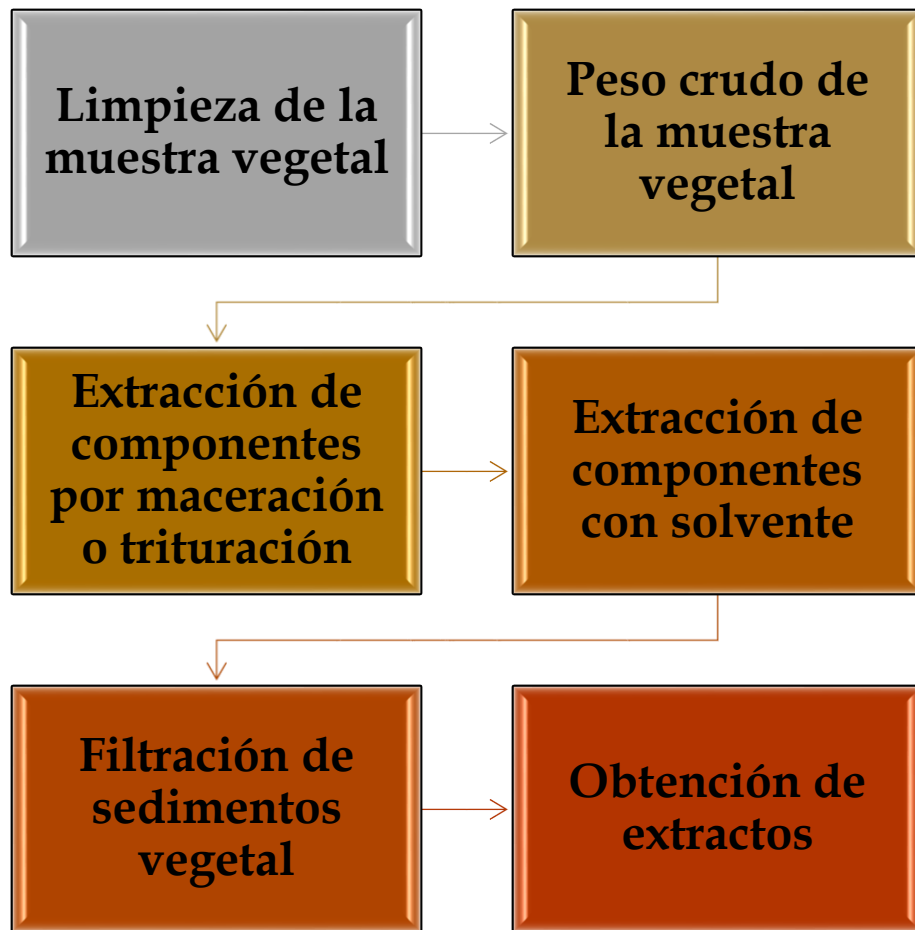 Limpieza de la
muestra vegetal
Peso crudo de
la muestra
vegetal
Extracción de
componentes
por maceración
o trituración
Extracción de
componentes
con solvente
Filtración de
sedimentos
vegetal
Obtención de
extractos